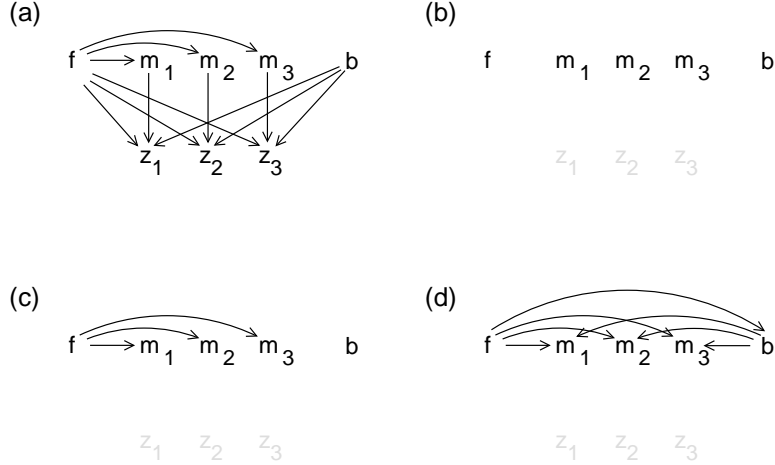 (a) (b)
f m1 m2 m3 b f m1 m2 m3 b
z1 z2 z3 z1 z2 z3
(c) (d)
f m1 m2 m3 b f m1 m2 m3 b
z1 z2 z3 z1 z2 z3